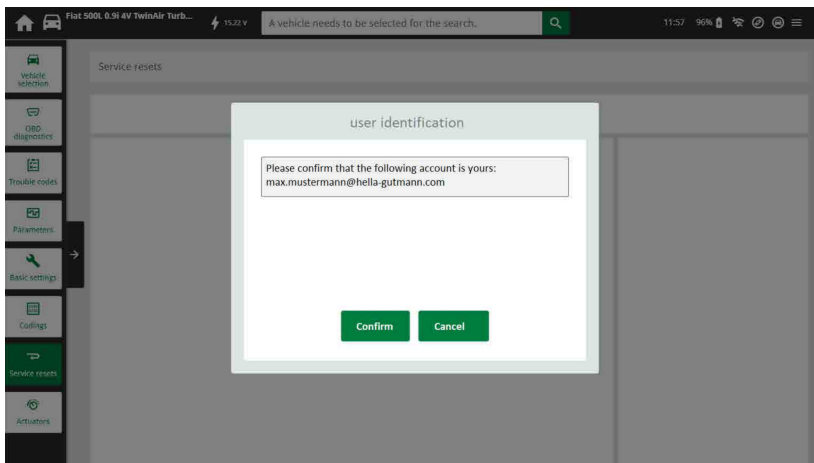 Fiat 500L 0.9i 4V TwinAir Turb...
15.22 V
A vehicle needs to be selected for the search.
11:57
96%
Vehicle
selection
OBD
diagnostics
Trouble codes
Parameters
Basic settings
Codings
Service resets
Actuators
Service resets
user identification
Please confirm that the following account is yours:
max.mustermann@hella-gutmann.com
Confirm
Cancel